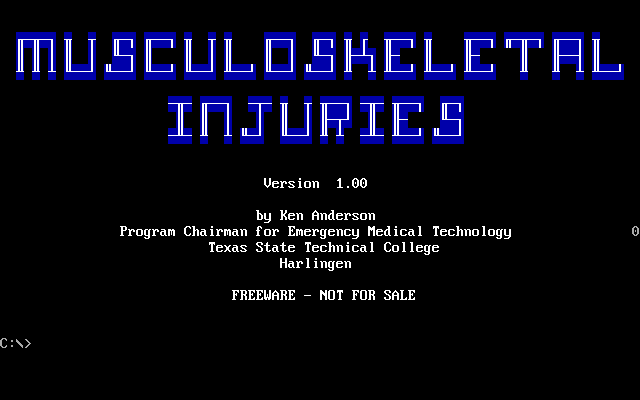 MUSCULOSKELETAL
INJURIES
Version 1.00
by Ken Anderson
Program Chairman for Emergency Medical Technology
0
Texas State Technical College
Harlingen
FREEWARE - NOT FOR SALE
C:\>